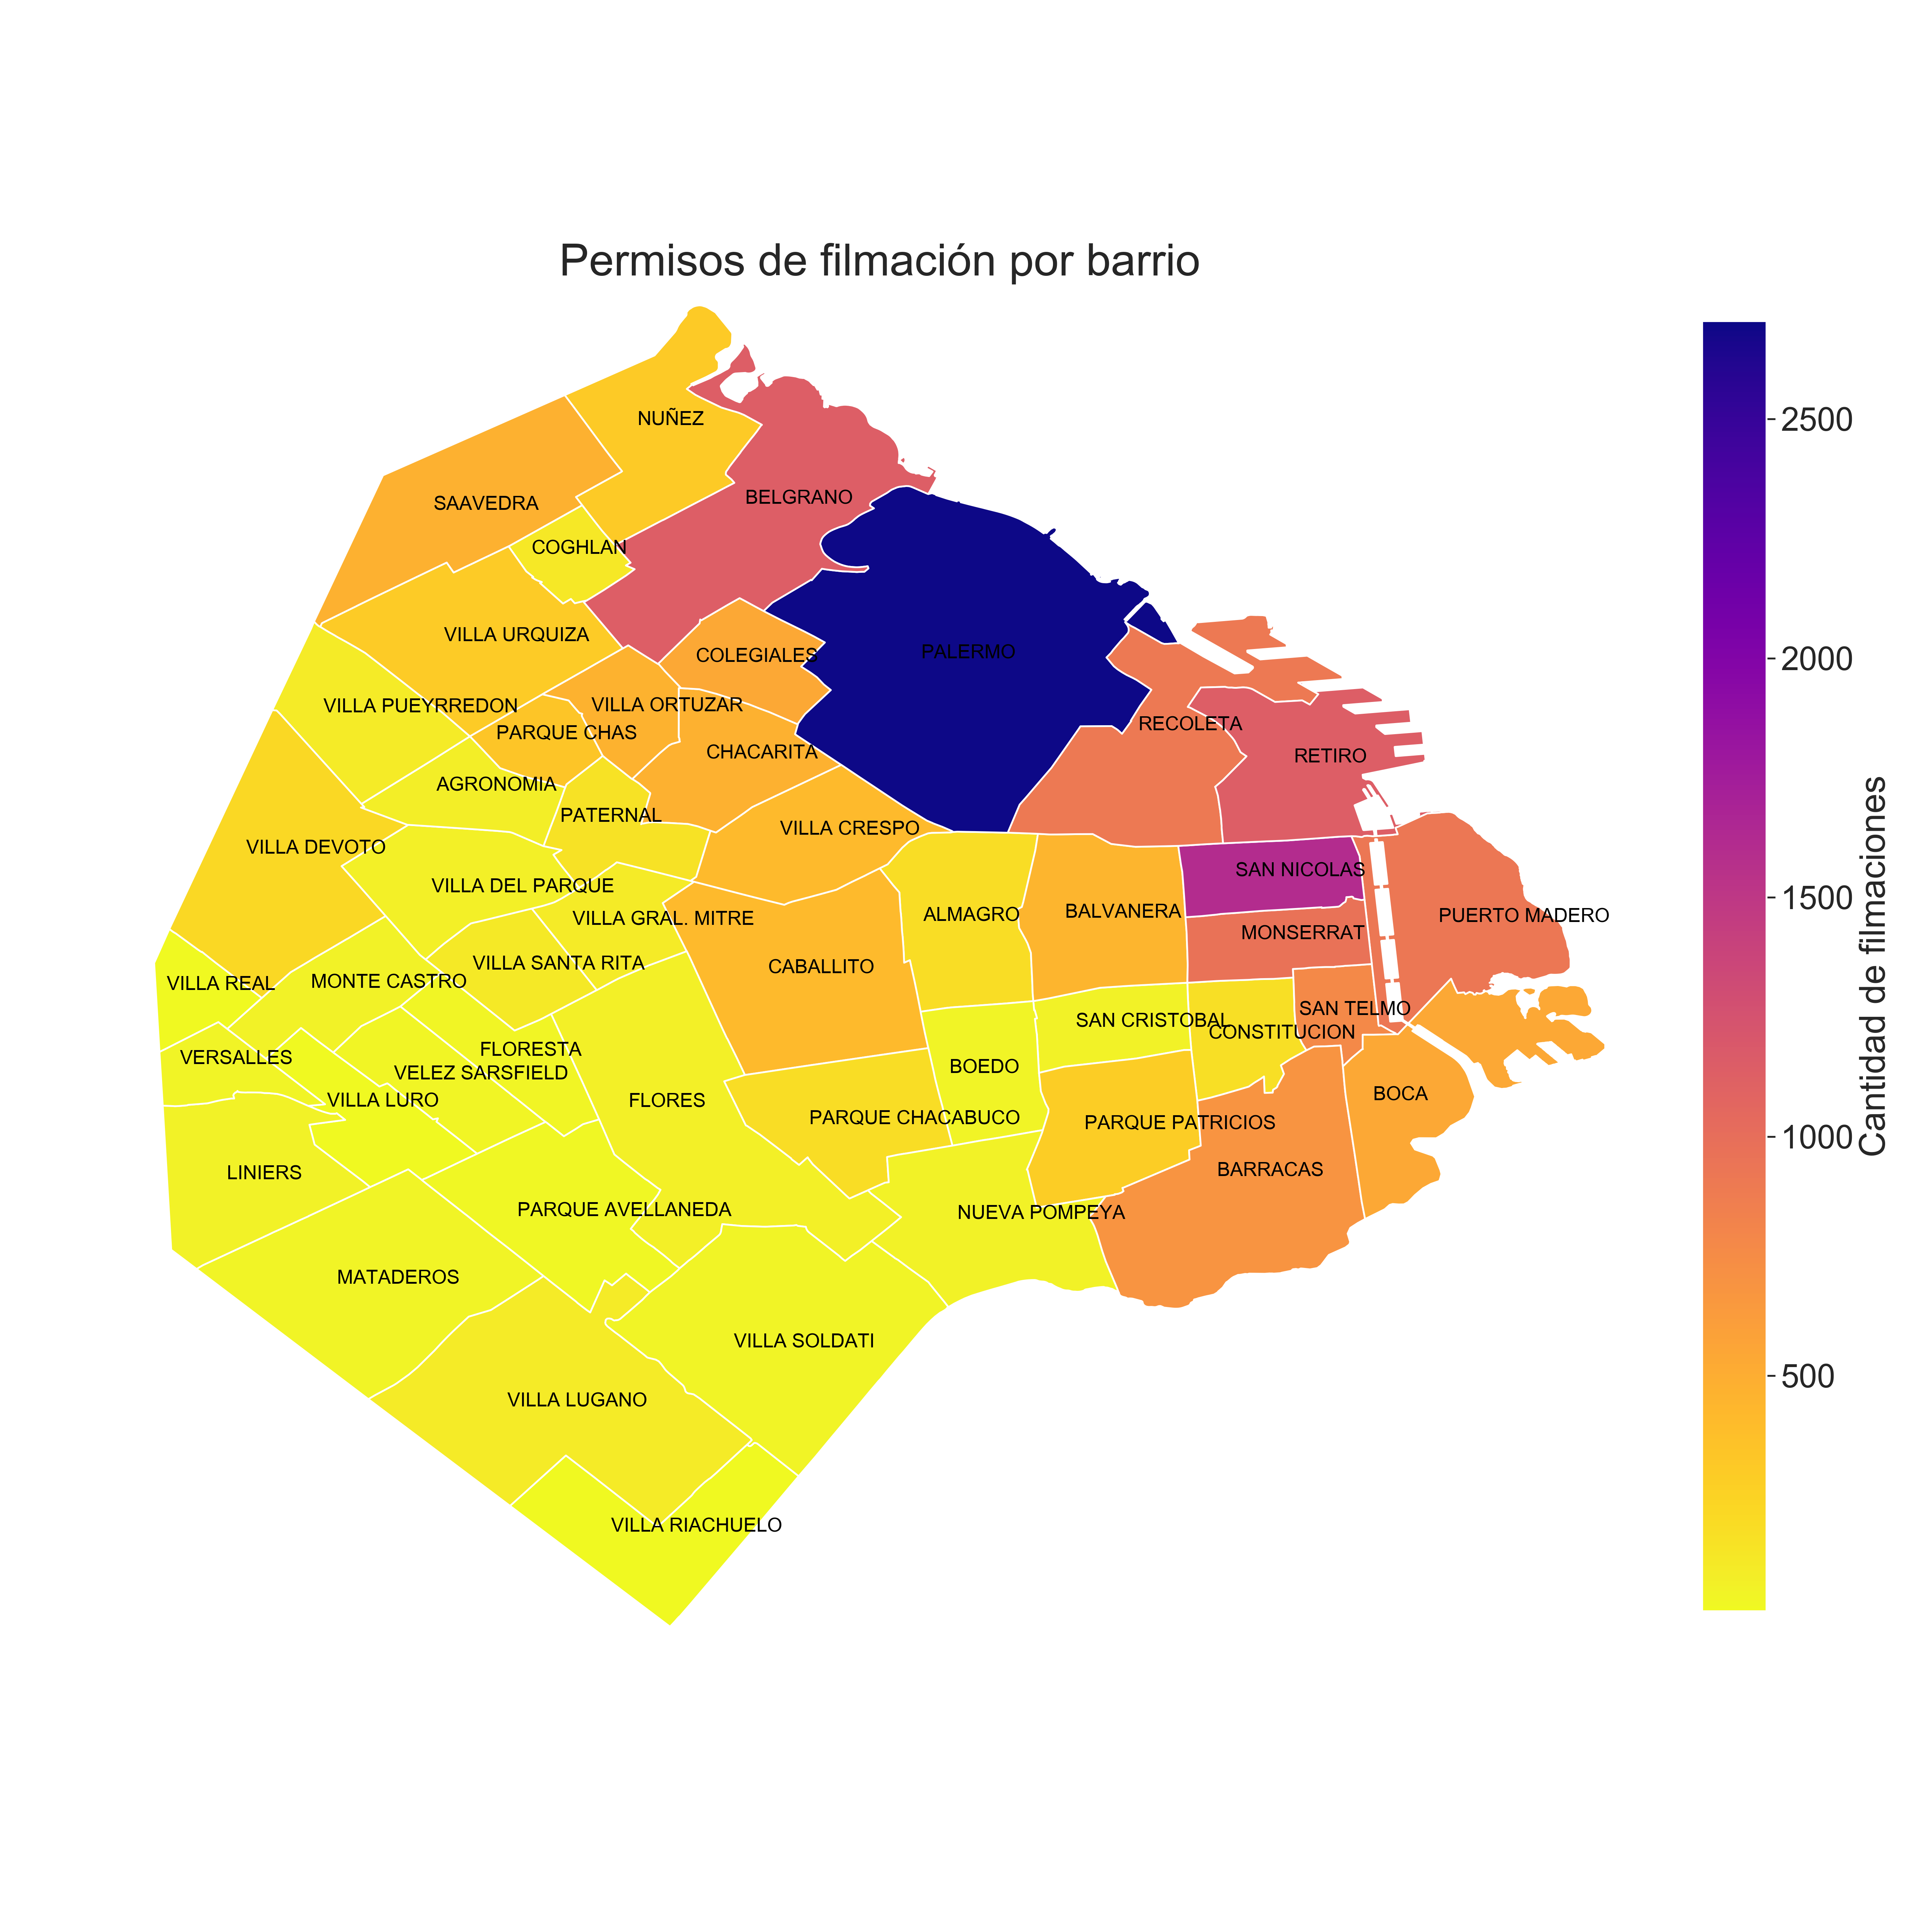 Permisos de filmación por barrio
NUÑEZ
SAAVEDRA
BELGRANO
COGHLAN
VILLA URQUIZA
COLEGIALES
PALERMO
VILLA PUEYRREDON
VILLA ORTUZAR
PARQUE CHAS
CHACARITA
RECOLETA
RETIRO
AGRONOMIA
PATERNAL
VILLA CRESPO
VILLA DEVOTO
SAN NICOLAS
VILLA DEL PARQUE
VILLA GRAL. MITRE
ALMAGRO
BALVANERA
PUERTO MADERO
MONSERRAT
VILLA SANTA RITA
CABALLITO
VILLA REAL
MONTE CASTRO
SAN TELMO
SAN CRISTOBAL
CONSTITUCION
FLORESTA
VERSALLES
VELEZ SARSFIELD
BOEDO
VILLA LURO
FLORES
BOCA
PARQUE CHACABUCO
PARQUE PATRICIOS
LINIERS
BARRACAS
PARQUE AVELLANEDA
NUEVA POMPEYA
MATADEROS
VILLA SOLDATI
VILLA LUGANO
VILLA RIACHUELO
2500
2000
1500
1000
500
Cantidad de filmaciones